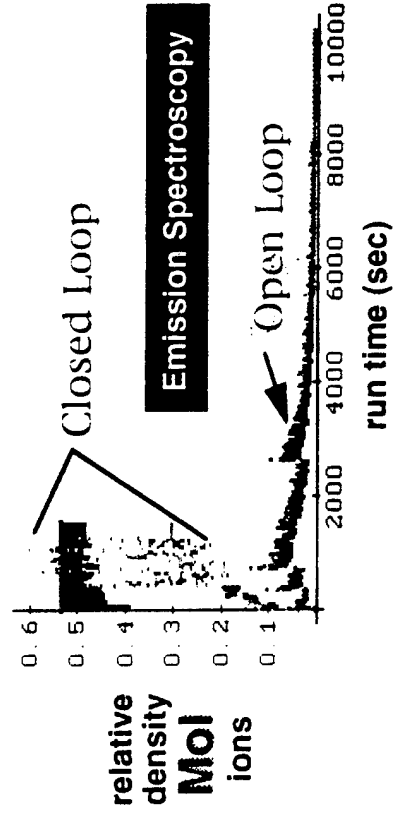 relative
density
MoI
ions
0.6
0.5
0.4
0.3
0.2
0.1
Closed Loop
Emission Spectroscopy
Open Loop
2000
4000
6000
8000
10000
run time (sec)